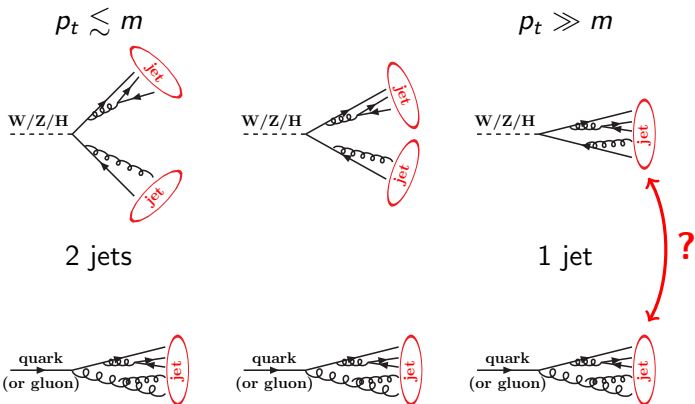 p_t ≲ m
p_t ≫ m
jet
W/Z/H
jet
W/Z/H
jet
jet
W/Z/H
jet
2 jets
1 jet
?
quark
(or gluon)
jet
quark
(or gluon)
jet
quark
(or gluon)
jet